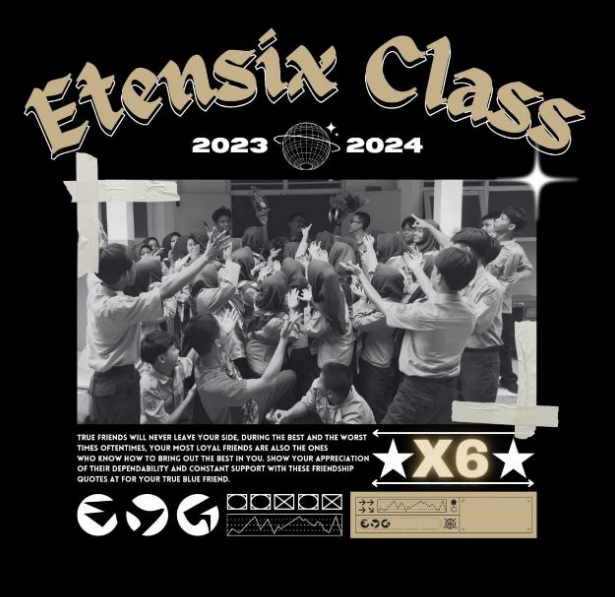 Etensix Class
2023 2024
TRUE FRIENDS WILL NEVER LEAVE YOUR SIDE, DURING THE BEST AND THE WORST
TIMES OFTENTIMES, YOUR MOST LOYAL FRIENDS ARE ALSO THE ONES
WHO KNOW HOW TO BRING OUT THE BEST IN YOU. SHOW YOUR APPRECIATION
OF THEIR DEPENDABILITY AND CONSTANT SUPPORT WITH THESE FRIENDSHIP
QUOTES AT FOR YOUR TRUE BLUE FRIEND.
★X6★